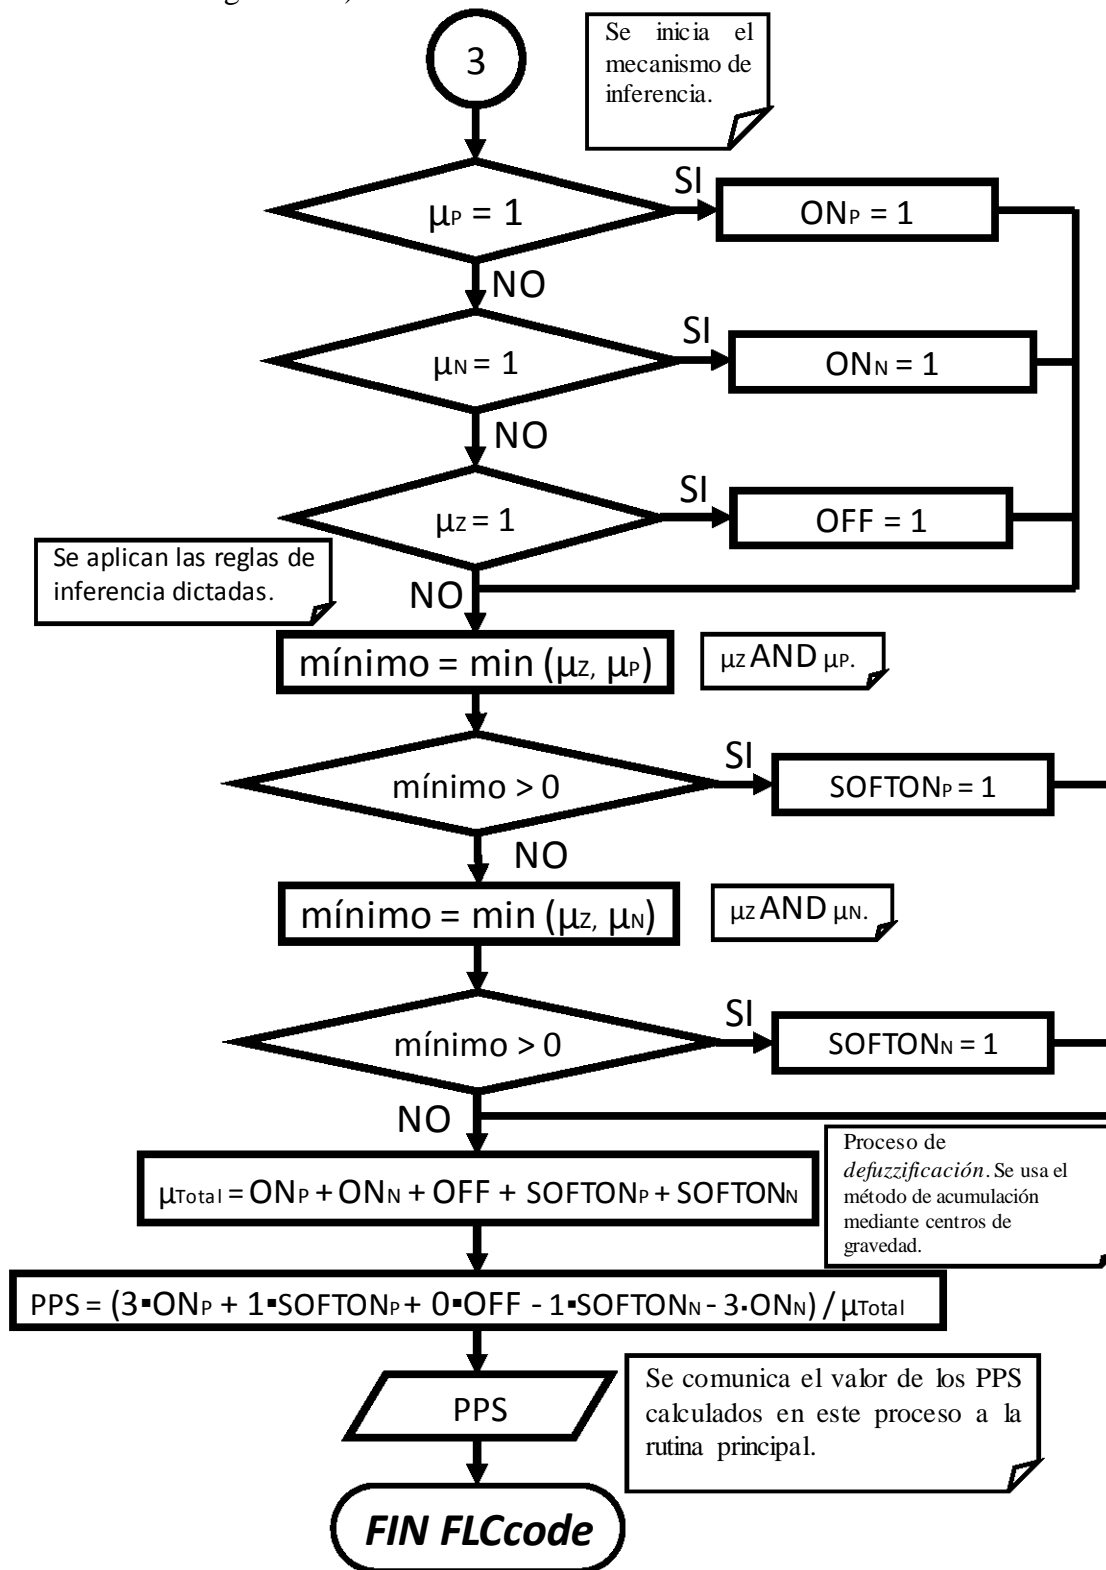 3
Se inicia el
mecanismo de
inferencia.
μP = 1
SI
ONP = 1
NO
μN = 1
SI
ONN = 1
NO
μZ = 1
SI
OFF = 1
Se aplican las reglas de
inferencia dictadas.
NO
mínimo = min (μZ, μP)
μZ AND μP.
mínimo > 0
SI
SOFTONP = 1
NO
mínimo = min (μZ, μN)
μZ AND μN.
mínimo > 0
SI
SOFTONN = 1
NO
Proceso de
defuzzificación. Se usa el
método de acumulación
mediante centros de
gravedad.
μTotal = ONP + ONN + OFF + SOFTONP + SOFTONN
PPS = (3▪ONP + 1▪SOFTONP + 0▪OFF - 1▪SOFTONN - 3▪ONN) / μTotal
PPS
Se comunica el valor de los PPS
calculados en este proceso a la
rutina principal.
FIN FLCcode